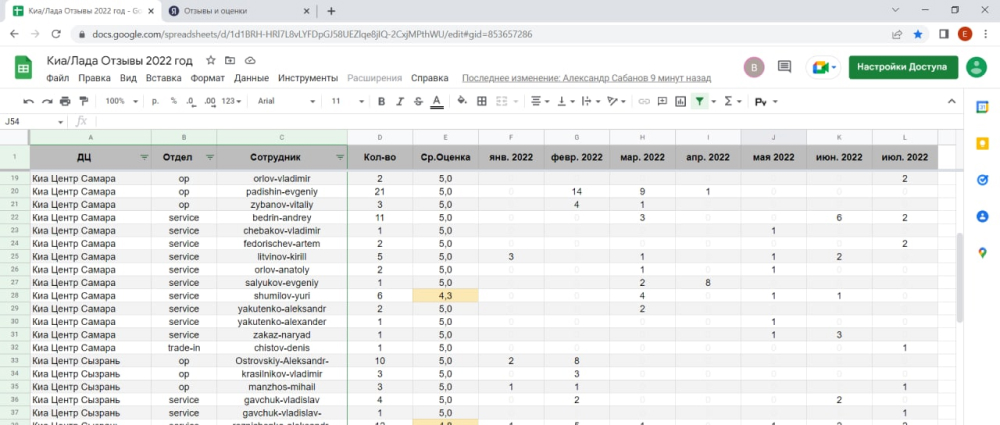 Киа/Лада Отзывы 2022 год - Go
Отзывы и оценки
docs.google.com/spreadsheets/d/1d1BRH-HRI7L8vLYFDpGJ58UEZlqe8jIQ-2CxjMPthWU/edit#gid=853657286
E
Киа/Лада Отзывы 2022 год
Файл Правка Вид Вставка Формат Данные Инструменты Расширения Справка Последнее изменение: Александр Сабанов 9 минут назад
B
Настройки Доступа
100% р. % .0 .00 123 Arial 11 B I S A Σ
J54 fx
A B C D E F G H I J K L
1 ДЦ Отдел Сотрудник Кол-во Ср.Оценка янв. 2022 февр. 2022 мар. 2022 апр. 2022 мая 2022 июн. 2022 июл. 2022
19 Киа Центр Самара op orlov-vladimir 2 5,0 2
20 Киа Центр Самара op padishin-evgeniy 21 5,0 0 14 9 1 0 0 0
21 Киа Центр Самара op zybanov-vitaliy 3 5,0 4 1
22 Киа Центр Самара service bedrin-andrey 11 5,0 0 0 3 0 0 6 2
23 Киа Центр Самара service chebakov-vladimir 1 5,0 1
24 Киа Центр Самара service fedorischev-artem 2 5,0 0 0 0 0 0 0 2
25 Киа Центр Самара service litvinov-kirill 5 5,0 3 1 1 2
26 Киа Центр Самара service orlov-anatoly 2 5,0 0 0 1 0 1 0 0
27 Киа Центр Самара service salyukov-evgeniy 1 5,0 2 8
28 Киа Центр Самара service shumilov-yuri 6 4,3 0 0 4 0 1 1 0
29 Киа Центр Самара service yakutenko-aleksandr 2 5,0 2
30 Киа Центр Самара service yakutenko-alexander 1 5,0 0 0 0 0 1 0 0
31 Киа Центр Самара service zakaz-naryad 1 5,0 1 3
32 Киа Центр Самара trade-in chistov-denis 1 5,0 0 0 0 0 0 0 1
33 Киа Центр Сызрань op Ostrovskiy-Aleksandr- 10 5,0 2 8
34 Киа Центр Сызрань op krasilnikov-vladimir 3 5,0 0 3 0 0 0 0 0
35 Киа Центр Сызрань op manzhos-mihail 3 5,0 1 1 1
36 Киа Центр Сызрань service gavchuk-vladislav 4 5,0 0 2 0 0 0 2 0
37 Киа Центр Сызрань service gavchuk-vladislav- 1 5,0 1